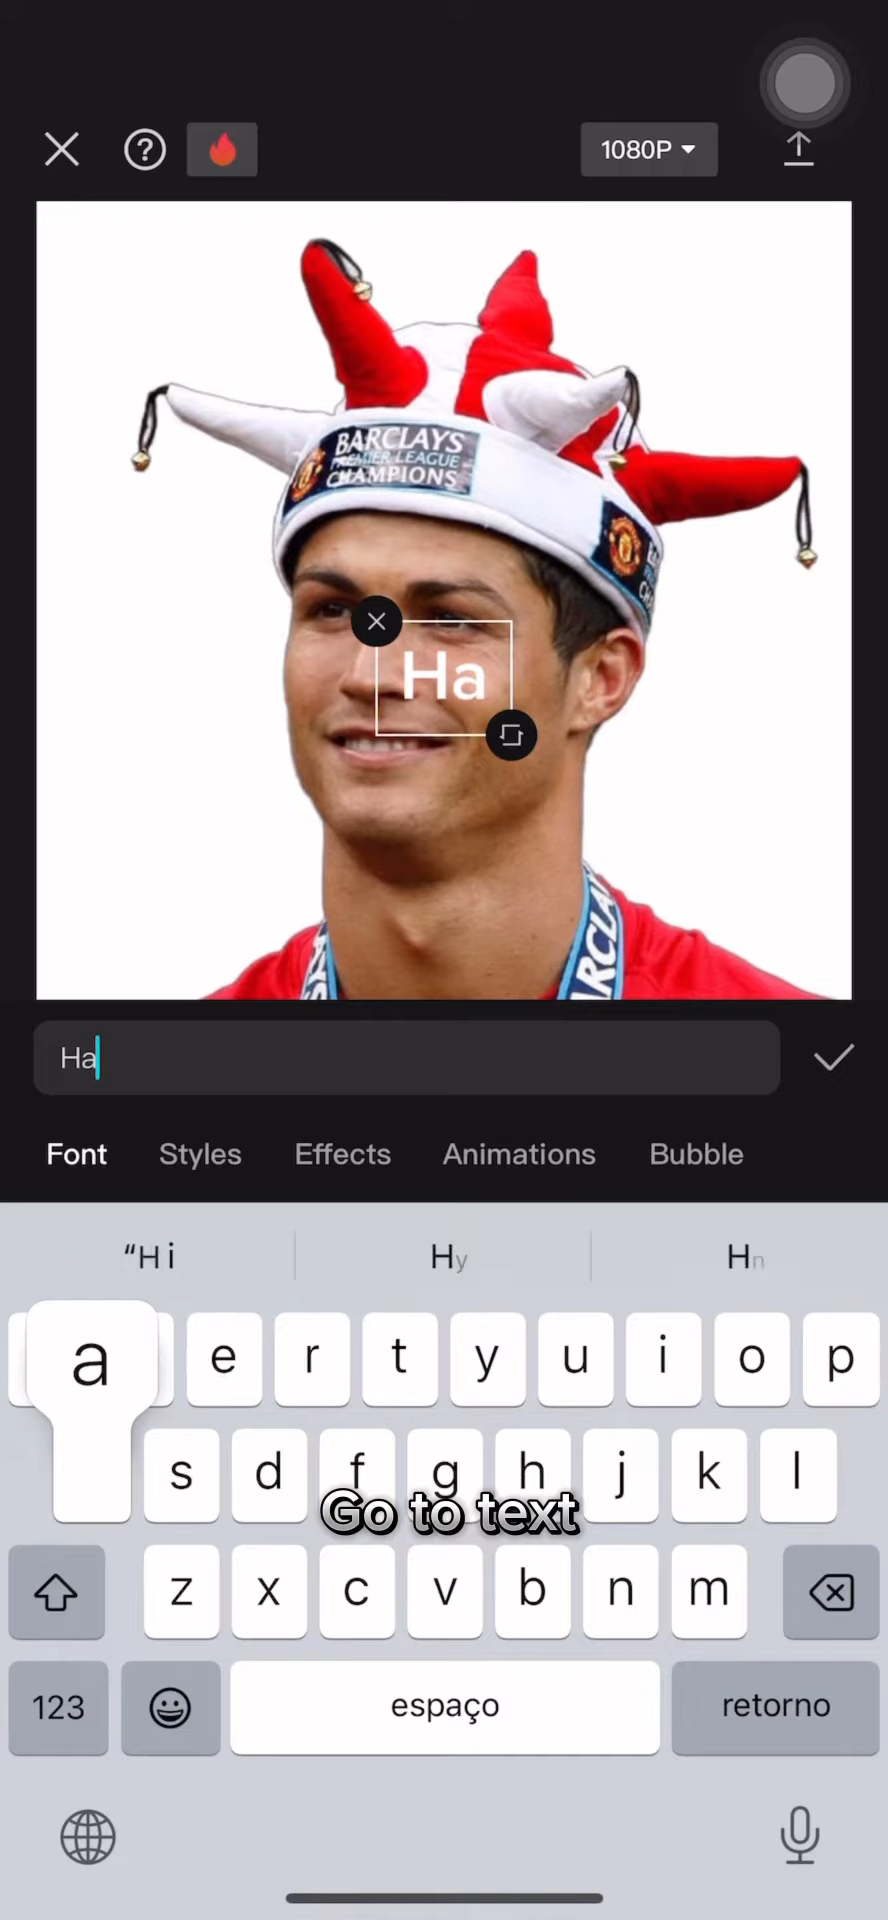 1080P
BARCLAYS
PREMIER LEAGUE
CHAMPIONS
Ha
BARCLA
Ha
Font Styles Effects Animations Bubble
“Hi Hy Hn
a e r t y u i o p
s d f g h j k l
Go to text
z x c v b n m
123 espaço retorno